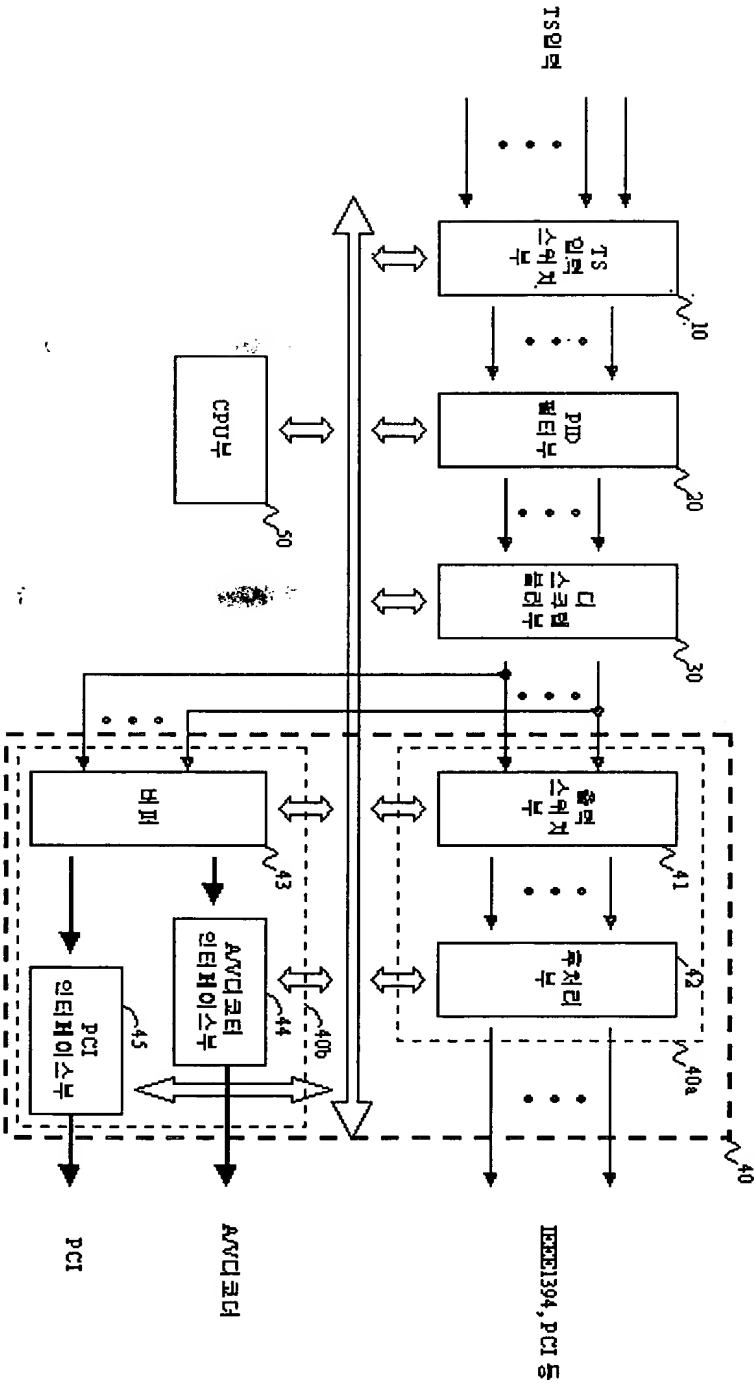 TS입력
TS
입력
스위치
부
10
PID
필터부
20
디
스크램
블러부
30
출력
스위치
부
41
후처리
부
42
40a
40
IEEE1394, PCI 등
CPU부
50
버퍼
43
A/V디코더
인터페이스부
44
40b
A/V디코더
PCI
인터페이스부
45
PCI